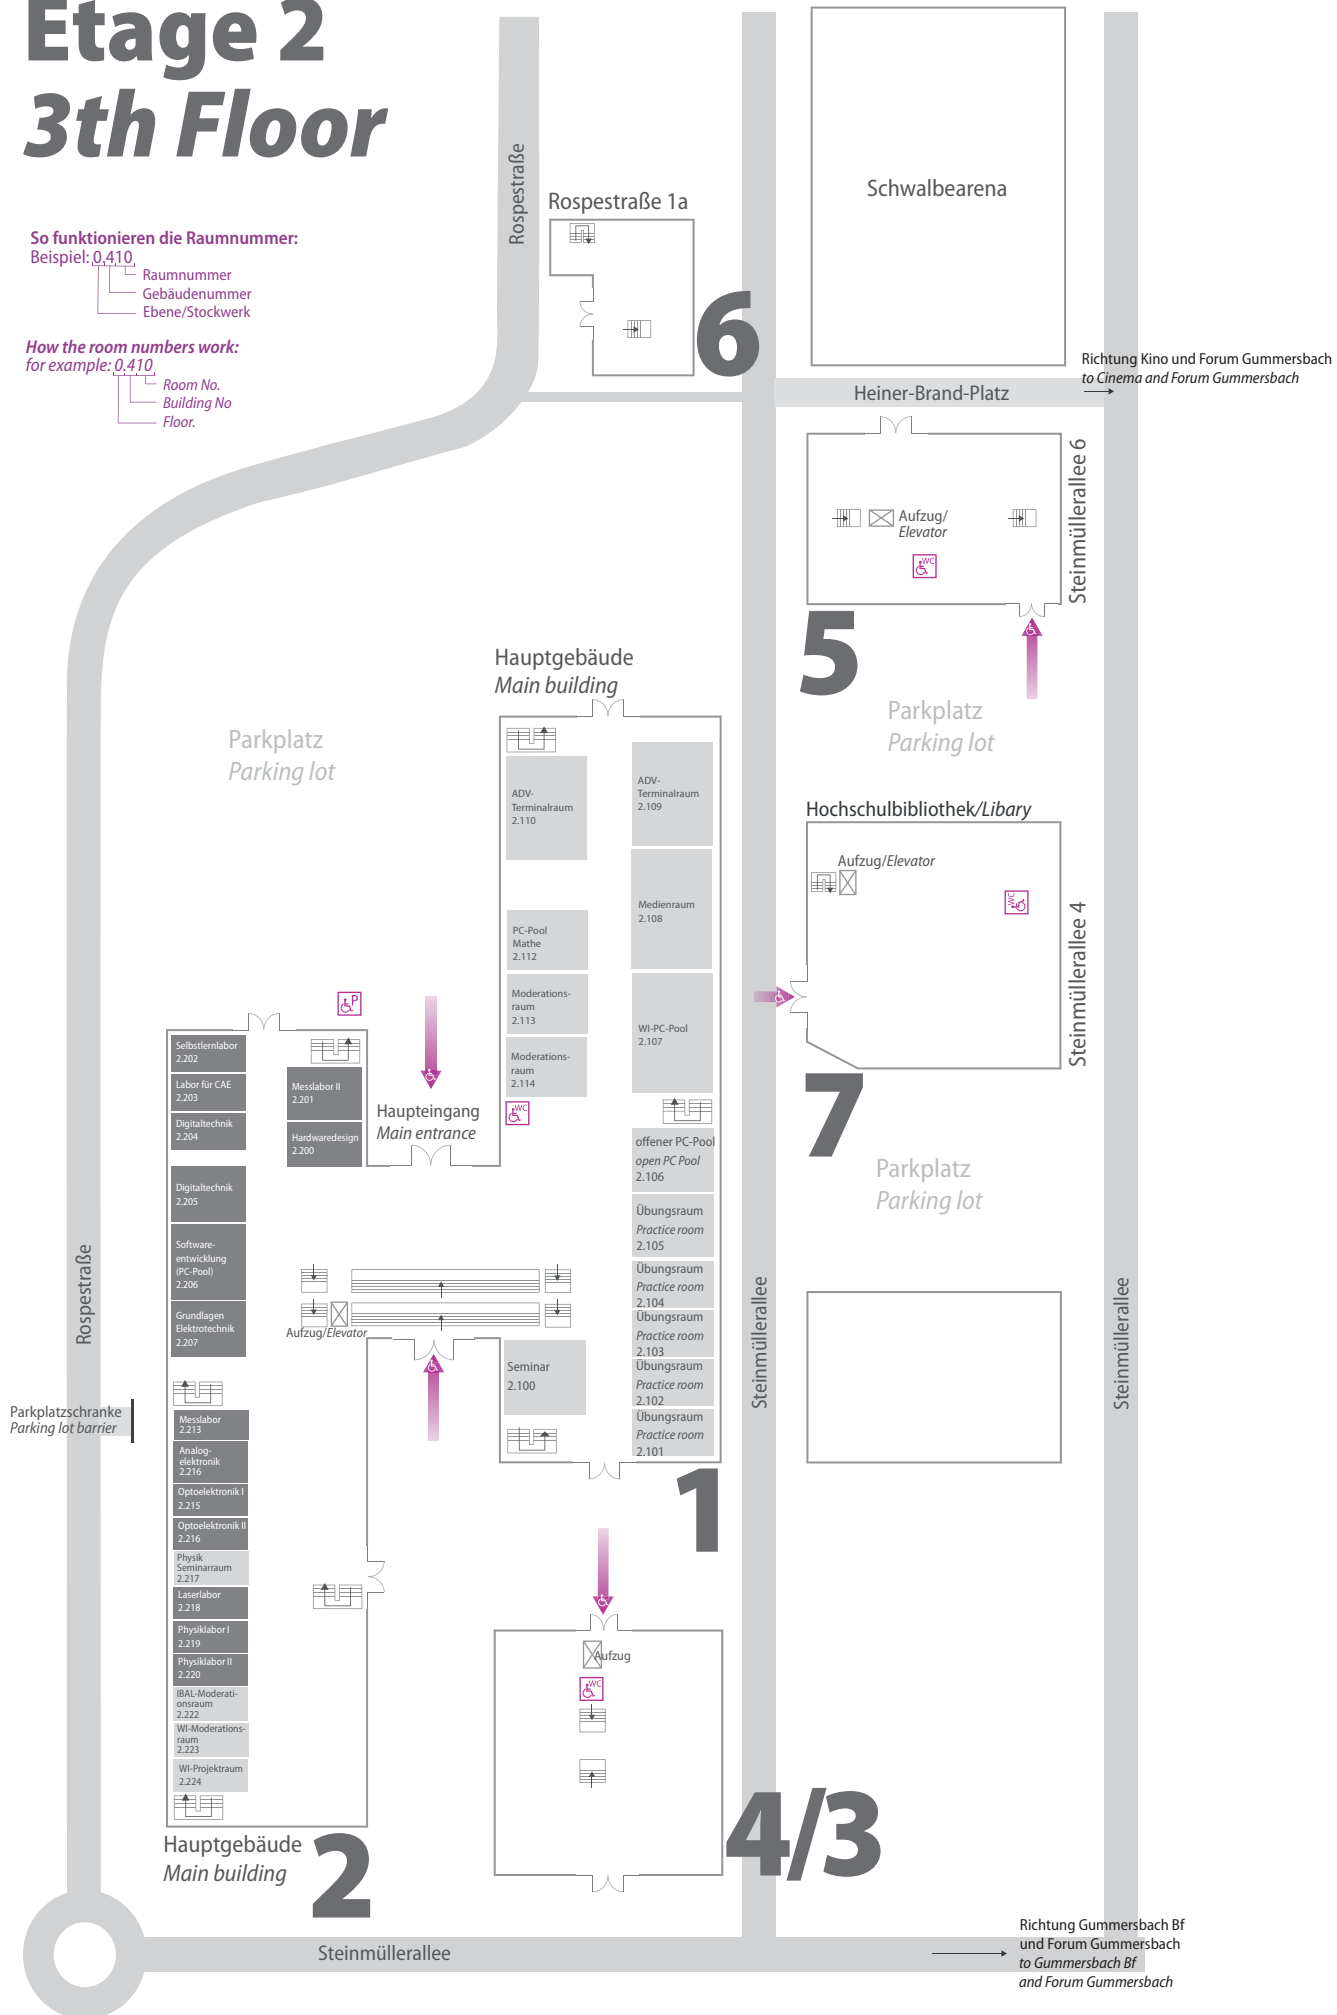 Etage 2
3th Floor
So funktionieren die Raumnummer:
Beispiel: 0.410
Raumnummer
Gebäudenummer
Ebene/Stockwerk
How the room numbers work:
for example: 0.410
Room No.
Building No
Floor.
Rospestraße
Rospestraße 1a
6
Schwalbearena
Richtung Kino und Forum Gummersbach
to Cinema and Forum Gummersbach
Heiner-Brand-Platz
Aufzug/
Elevator
WC
Steinmüllerallee 6
5
Parkplatz
Parking lot
Hauptgebäude
Main building
Parkplatz
Parking lot
ADV-
Terminalraum
2.110
ADV-
Terminalraum
2.109
Medienraum
2.108
PC-Pool
Mathe
2.112
Moderations-
raum
2.113
Moderations-
raum
2.114
WC
WI-PC-Pool
2.107
offener PC-Pool
open PC Pool
2.106
Übungsraum
Practice room
2.105
Übungsraum
Practice room
2.104
Übungsraum
Practice room
2.103
Übungsraum
Practice room
2.102
Übungsraum
Practice room
2.101
Seminar
2.100
1
Hochschulbibliothek/Libary
Aufzug/Elevator
WC
Steinmüllerallee 4
7
Parkplatz
Parking lot
P
Haupteingang
Main entrance
Selbstlernlabor
2.202
Labor für CAE
2.203
Digitaltechnik
2.204
Messlabor II
2.201
Hardwaredesign
2.200
Digitaltechnik
2.205
Software-
entwicklung
(PC-Pool)
2.206
Grundlagen
Elektrotechnik
2.207
Aufzug/Elevator
Rospestraße
Steinmüllerallee
Steinmüllerallee
Parkplatzschranke
Parking lot barrier
Messlabor
2.213
Analog-
elektronik
2.216
Optoelektronik I
2.215
Optoelektronik II
2.216
Physik
Seminarraum
2.217
Laserlabor
2.218
Physiklabor I
2.219
Physiklabor II
2.220
IBAL-Moderati-
onsraum
2.222
WI-Moderations-
raum
2.223
WI-Projektraum
2.224
Hauptgebäude
Main building
2
Aufzug
WC
4/3
Steinmüllerallee
Richtung Gummersbach Bf
und Forum Gummersbach
to Gummersbach Bf
and Forum Gummersbach